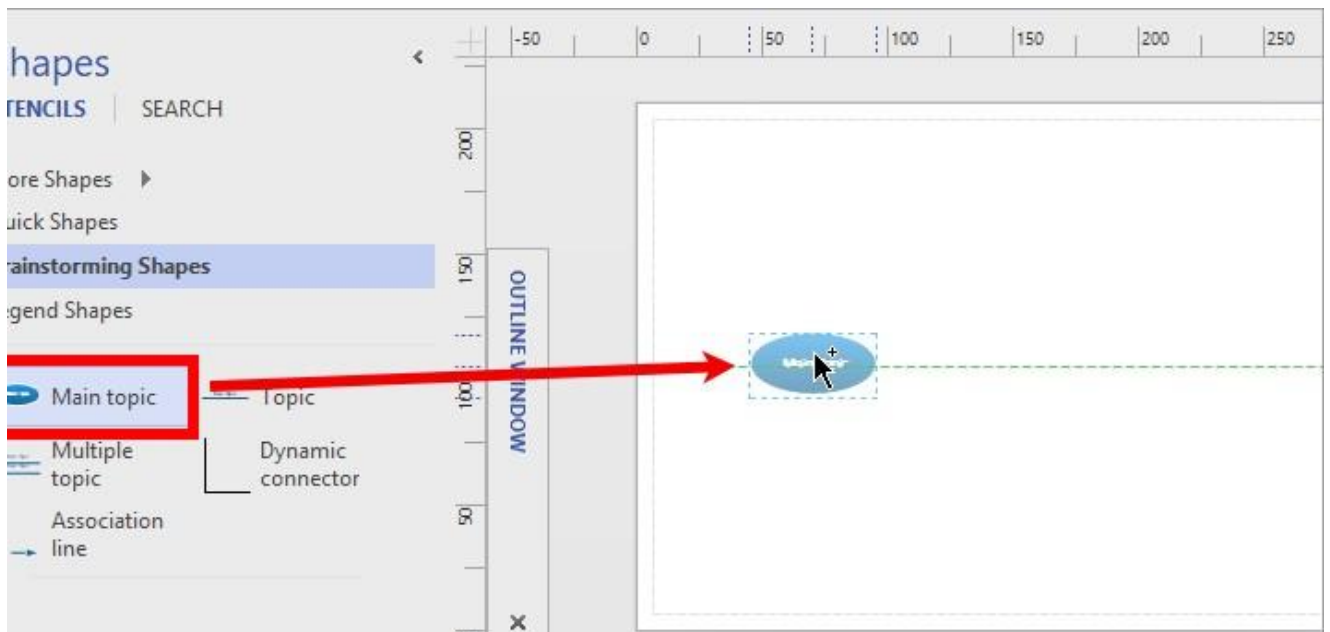 hapes
TENCILS SEARCH
ore Shapes
uick Shapes
rainstorming Shapes
egend Shapes
Main topic
Topic
Multiple
topic
Dynamic
connector
Association
line
-50 0 50 100 150 200 250
200
150
100
50
OUTLINE WINDOW